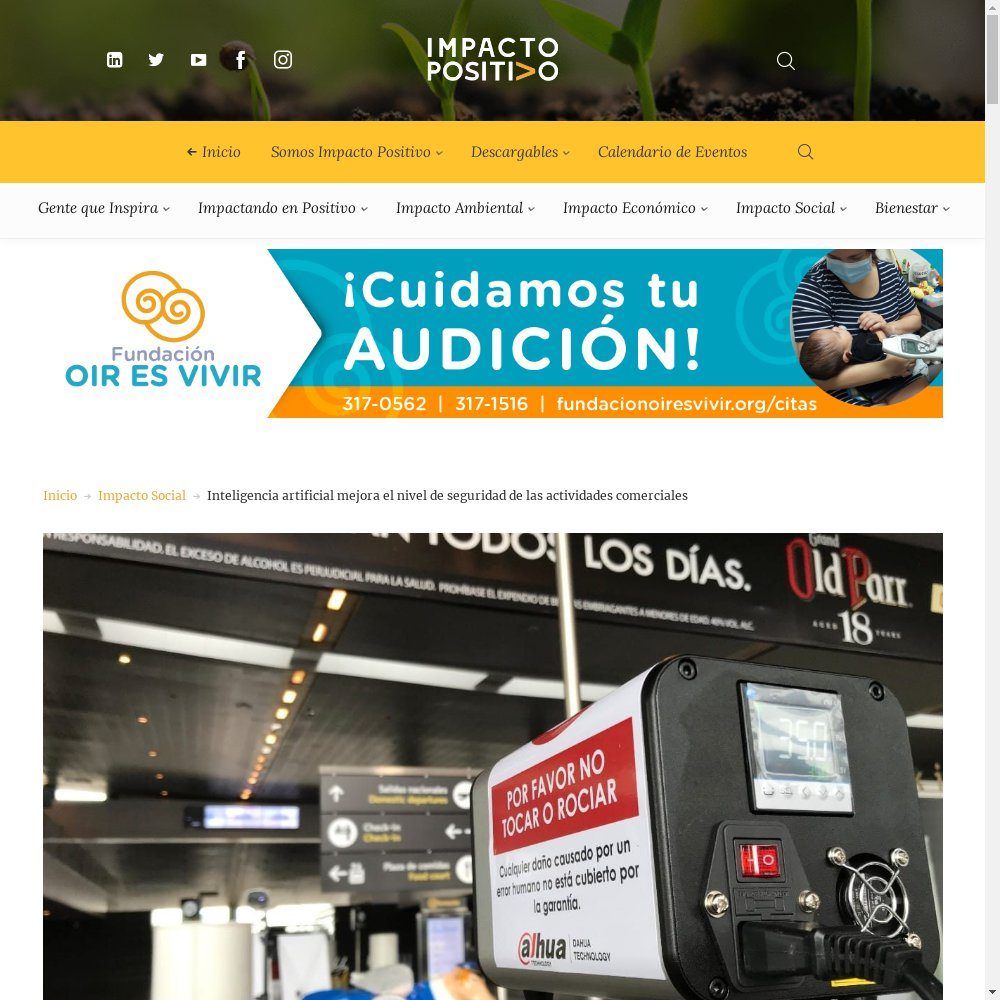 IMPACTO
POSITIVO
Inicio
Somos Impacto Positivo
Descargables
Calendario de Eventos
Gente que Inspira
Impactando en Positivo
Impacto Ambiental
Impacto Económico
Impacto Social
Bienestar
Fundación
OIR ES VIVIR
¡Cuidamos tu
AUDICIÓN!
317-0562 | 317-1516 | fundacionoiresvivir.org/citas
Inicio
Impacto Social
Inteligencia artificial mejora el nivel de seguridad de las actividades comerciales
TODOS LOS DÍAS.
RESPONSABILIDAD. EL EXCESO DE ALCOHOL ES PERJUDICIAL PARA LA SALUD. PROHÍBASE EL EXPENDIO DE BEBIDAS EMBRIAGANTES A MENORES DE EDAD. 40% VOL. ALC.
Grand
Old Parr
AGED 18 YEARS
35.0
POR FAVOR NO
TOCAR O ROCIAR
Cualquier daño causado por un
error humano no está cubierto por
la garantía.
alhua
TECHNOLOGY
DAHUA
TECHNOLOGY
Salidas nacionales
Domestic departures
Check-in
Check-in
Plaza de comidas
Food court